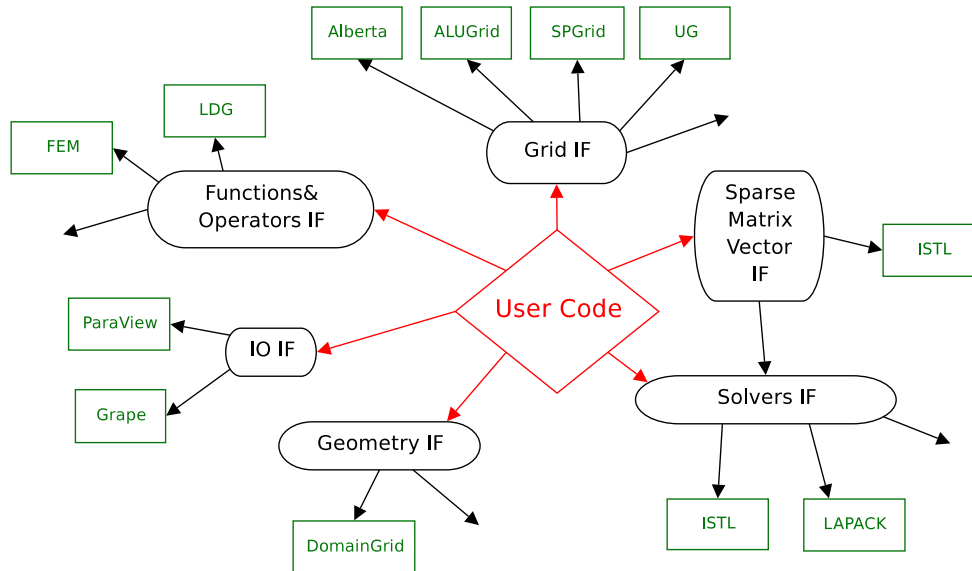 Alberta
ALUGrid
SPGrid
UG
LDG
FEM
Grid IF
Functions&
Operators IF
Sparse
Matrix
Vector
IF
ISTL
User Code
ParaView
IO IF
Grape
Solvers IF
Geometry IF
ISTL
LAPACK
DomainGrid